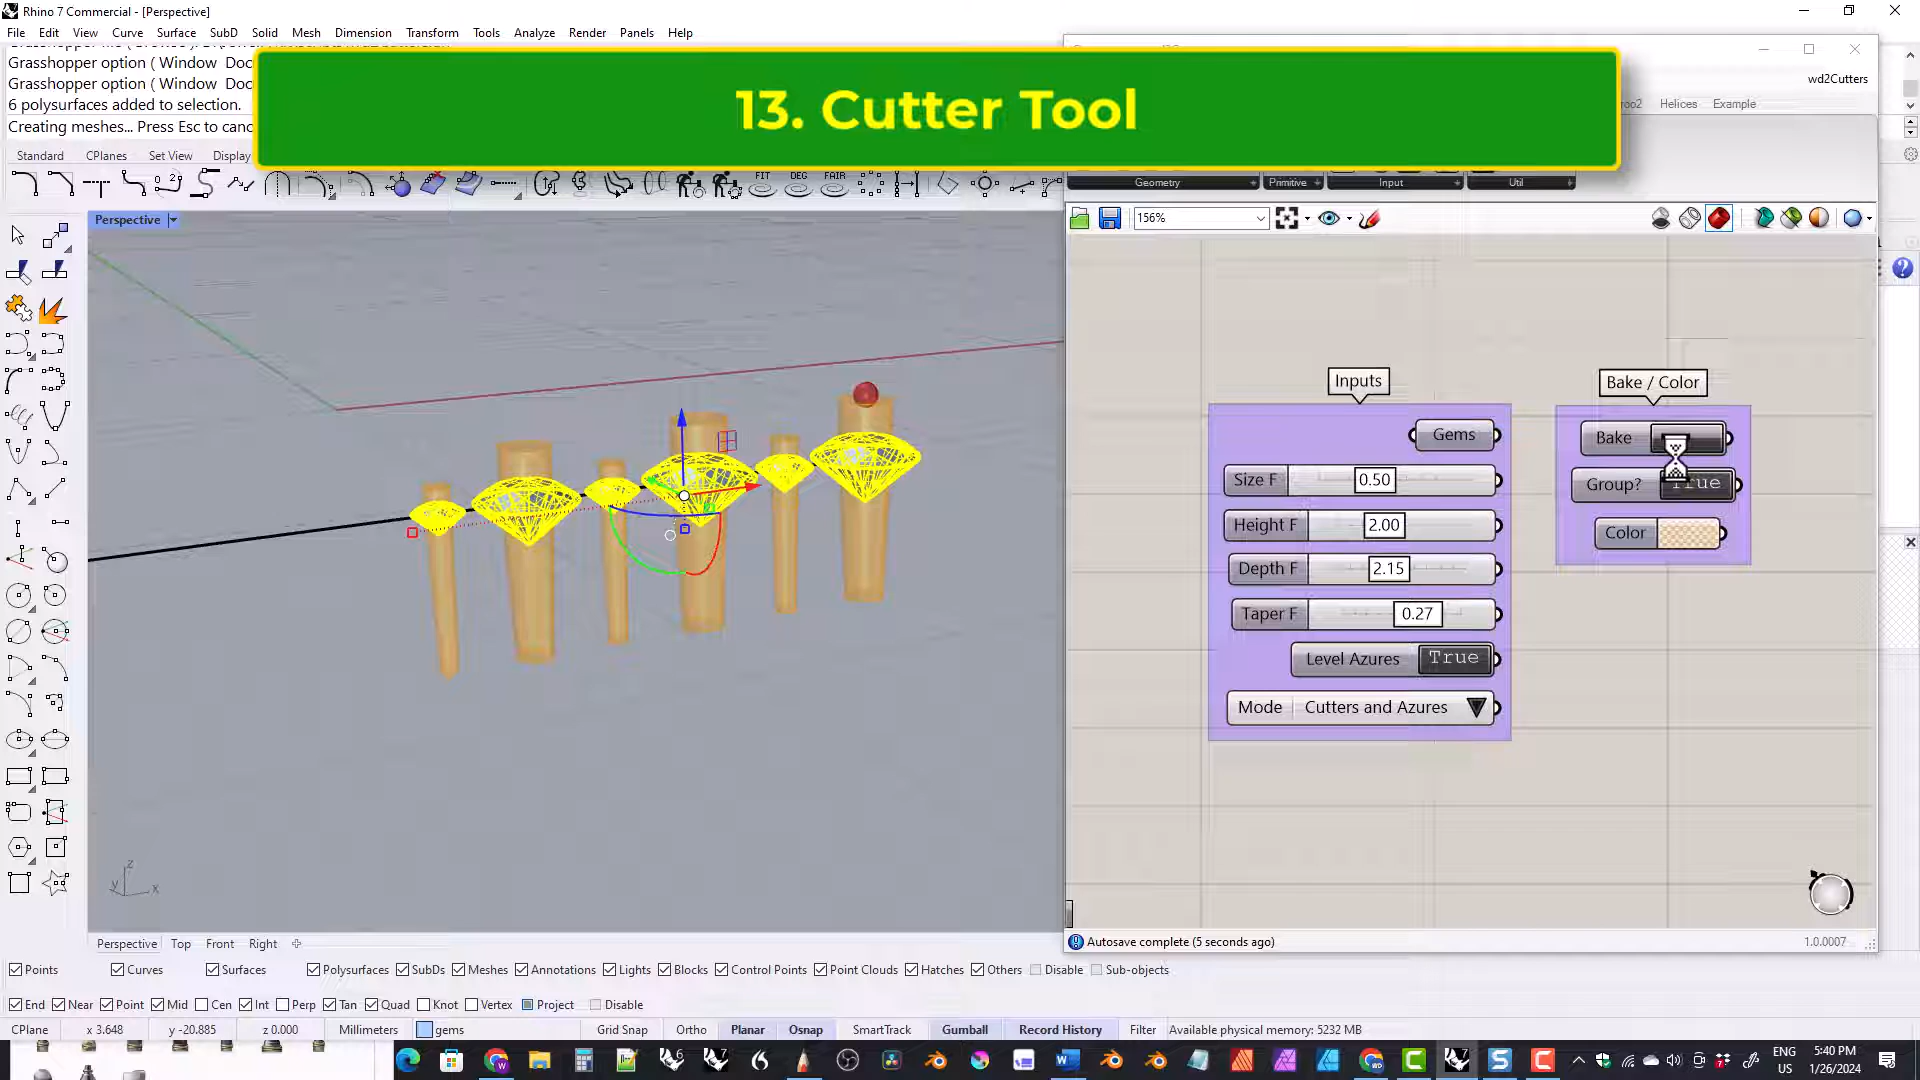 Rhino 7 Commercial - [Perspective]
File Edit View Curve Surface SubD Solid Mesh Dimension Transform Tools Analyze Render Panels Help
Grasshopper option ( Window Doc
Grasshopper option ( Window Doc
6 polysurfaces added to selection.
Creating meshes... Press Esc to canc
13. Cutter Tool
wd2Cutters
Helices Example
Standard CPlanes Set View Display
FIT DEG FAIR
Geometry Primitive Input Util
Perspective
156%
Inputs
Bake / Color
Gems
Bake
Size F 0.50
Group? True
Height F 2.00
Color
Depth F 2.15
Taper F 0.27
Level Azures True
Mode Cutters and Azures
z
y x
Perspective Top Front Right
Autosave complete (5 seconds ago)
1.0.0007
Points Curves Surfaces Polysurfaces SubDs Meshes Annotations Lights Blocks Control Points Point Clouds Hatches Others Disable Sub-objects
End Near Point Mid Cen Int Perp Tan Quad Knot Vertex Project Disable
CPlane x 3.648 y -20.885 z 0.000 Millimeters gems Grid Snap Ortho Planar Osnap SmartTrack Gumball Record History Filter Available physical memory: 5232 MB
ENG
US
5:40 PM
1/26/2024